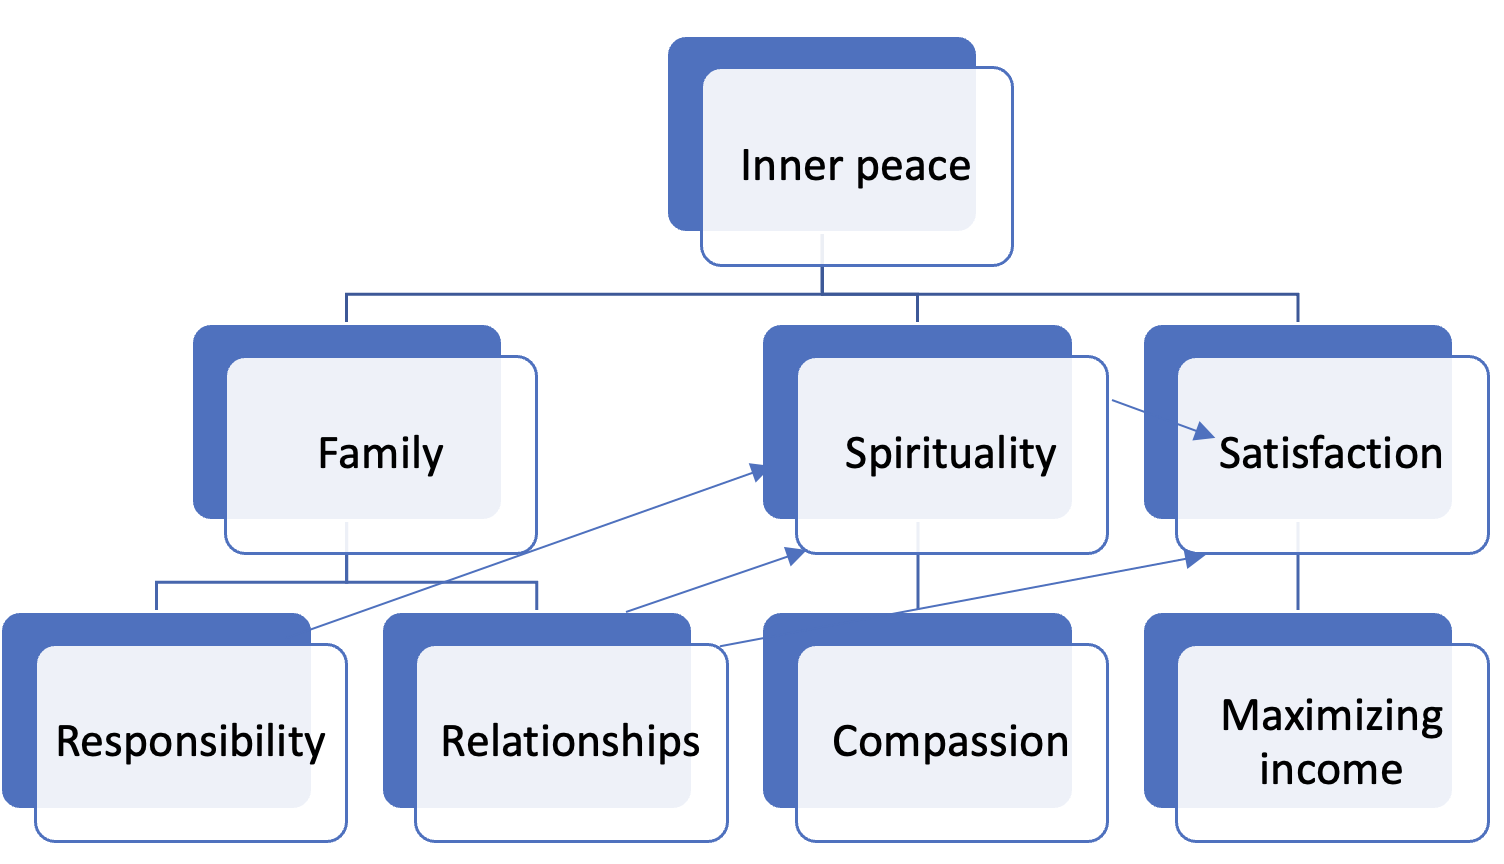 Inner peace
Family
Spirituality
Satisfaction
Responsibility
Relationships
Compassion
Maximizing
income